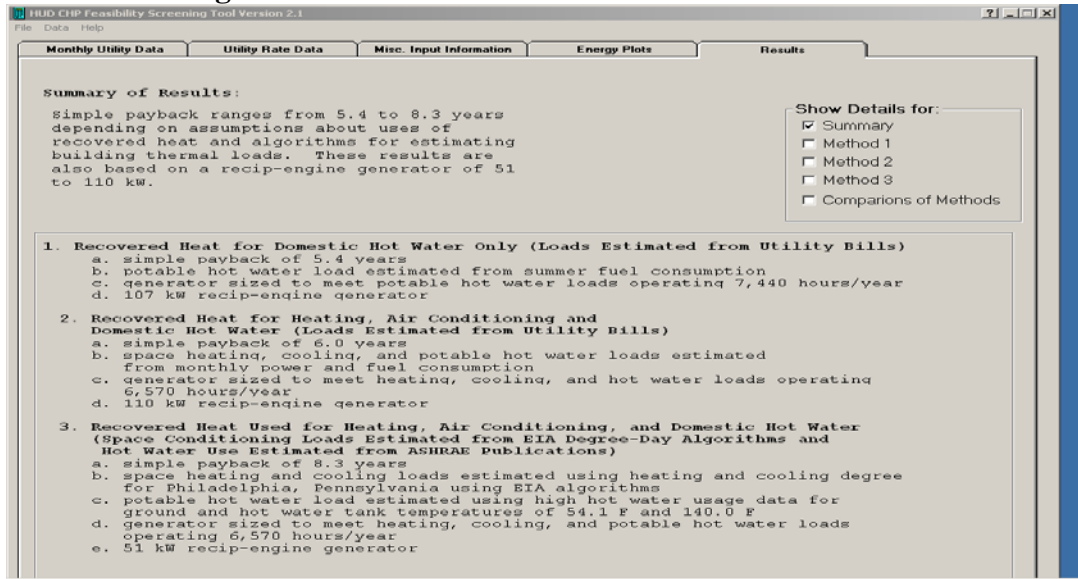 HUD CHP Feasibility Screening Tool Version 2.1
File Data Help
Monthly Utility Data Utility Rate Data Misc. Input Information Energy Plots Results
Summary of Results:
Simple payback ranges from 5.4 to 8.3 years
depending on assumptions about uses of
recovered heat and algorithms for estimating
building thermal loads. These results are
also based on a recip-engine generator of 51
to 110 kW.
Show Details for:
Summary
Method 1
Method 2
Method 3
Comparions of Methods
1. Recovered Heat for Domestic Hot Water Only (Loads Estimated from Utility Bills)
a. simple payback of 5.4 years
b. potable hot water load estimated from summer fuel consumption
c. generator sized to meet potable hot water loads operating 7,440 hours/year
d. 107 kW recip-engine generator
2. Recovered Heat for Heating, Air Conditioning and
Domestic Hot Water (Loads Estimated from Utility Bills)
a. simple payback of 6.0 years
b. space heating, cooling, and potable hot water loads estimated
from monthly power and fuel consumption
c. generator sized to meet heating, cooling, and hot water loads operating
6,570 hours/year
d. 110 kW recip-engine generator
3. Recovered Heat Used for Heating, Air Conditioning, and Domestic Hot Water
(Space Conditioning Loads Estimated from EIA Degree-Day Algorithms and
Hot Water Use Estimated from ASHRAE Publications)
a. simple payback of 8.3 years
b. space heating and cooling loads estimated using heating and cooling degree
for Philadelphia, Pennsylvania using EIA algorithms
c. potable hot water load estimated using high hot water usage data for
ground and hot water tank temperatures of 54.1 F and 140.0 F
d. generator sized to meet heating, cooling, and potable hot water loads
operating 6,570 hours/year
e. 51 kW recip-engine generator